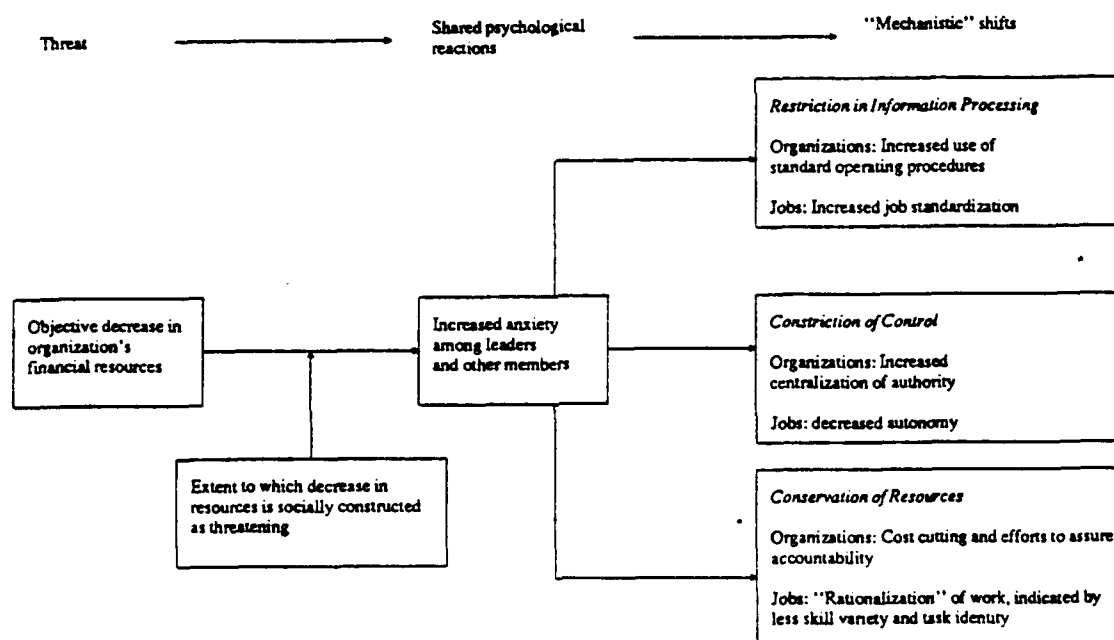 Threat
Shared psychological
reactions
"Mechanistic" shifts
Restriction in Information Processing
Organizations: Increased use of
standard operating procedures
Jobs: Increased job standardization
Objective decrease in
organization's
financial resources
Increased anxiety
among leaders
and other members
Constriction of Control
Organizations: Increased
centralization of authority
Jobs: decreased autonomy
Extent to which decrease in
resources is socially constructed
as threatening
Conservation of Resources
Organizations: Cost cutting and efforts to assure
accountability
Jobs: "Rationalization" of work, indicated by
less skill variety and task identity